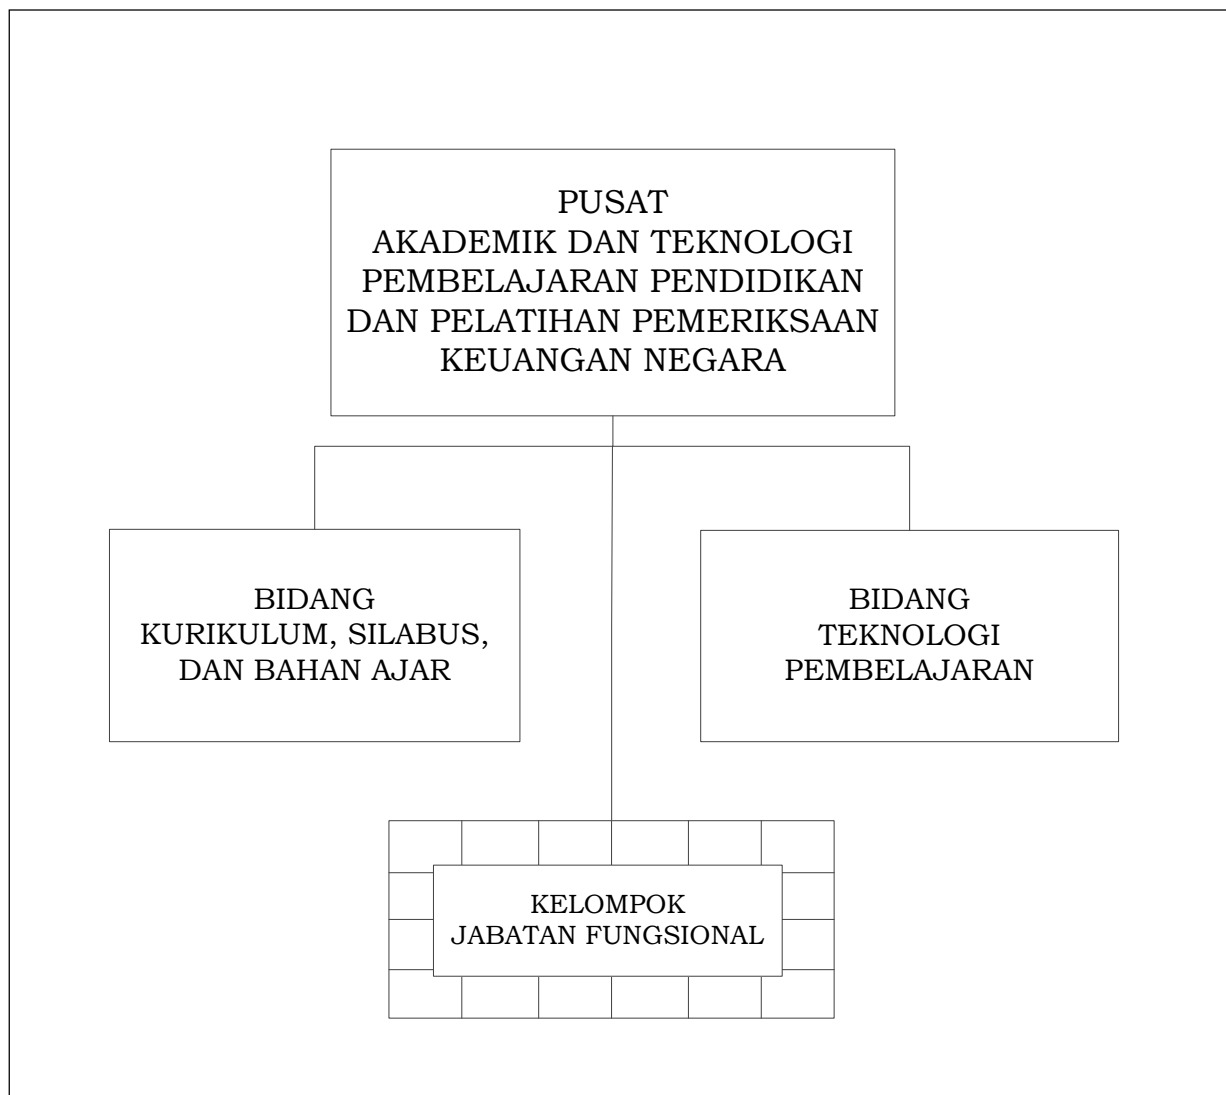 PUSAT
AKADEMIK DAN TEKNOLOGI
PEMBELAJARAN PENDIDIKAN
DAN PELATIHAN PEMERIKSAAN
KEUANGAN NEGARA
BIDANG
KURIKULUM, SILABUS,
DAN BAHAN AJAR
BIDANG
TEKNOLOGI
PEMBELAJARAN
KELOMPOK
JABATAN FUNGSIONAL